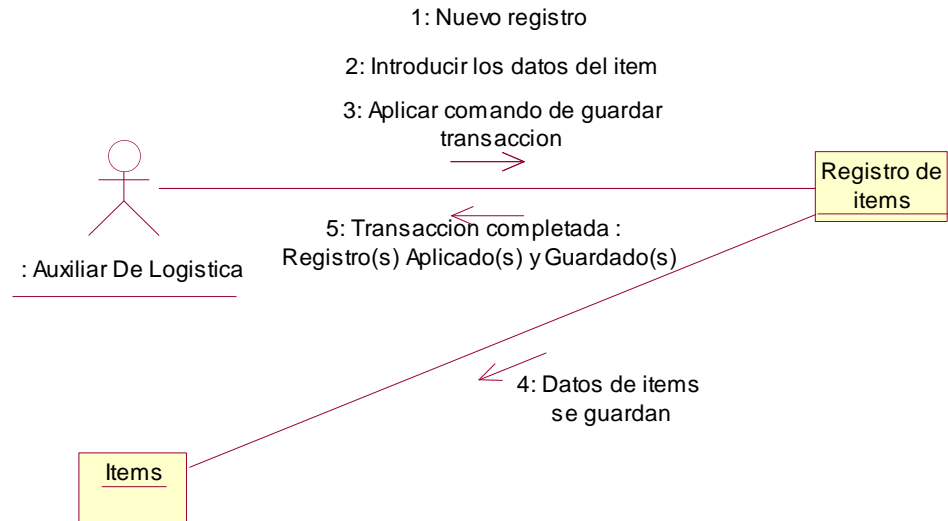 1: Nuevo registro
2: Introducir los datos del item
3: Aplicar comando de guardar
transaccion
Registro de
items
5: Transaccion completada :
Registro(s) Aplicado(s) y Guardado(s)
: Auxiliar De Logistica
4: Datos de items
se guardan
Items